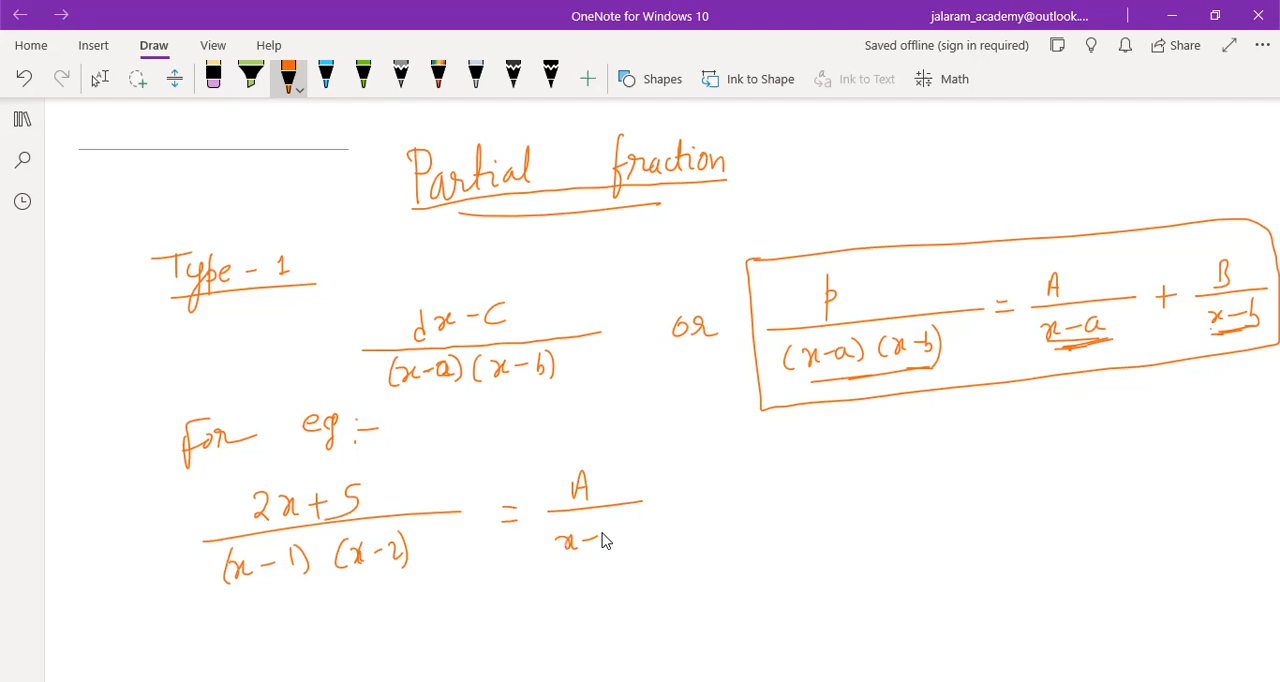 OneNote for Windows 10
jalaram_academy@outlook....
Home Insert Draw View Help
Saved offline (sign in required) Share
Shapes Ink to Shape Ink to Text Math
Partial fraction
Type - 1
dx - c / (x-a)(x-b) or p / (x-a)(x-b) = A / x-a + B / x-b
for eg :-
2x+5 / (x-1) (x-2) = A / x-